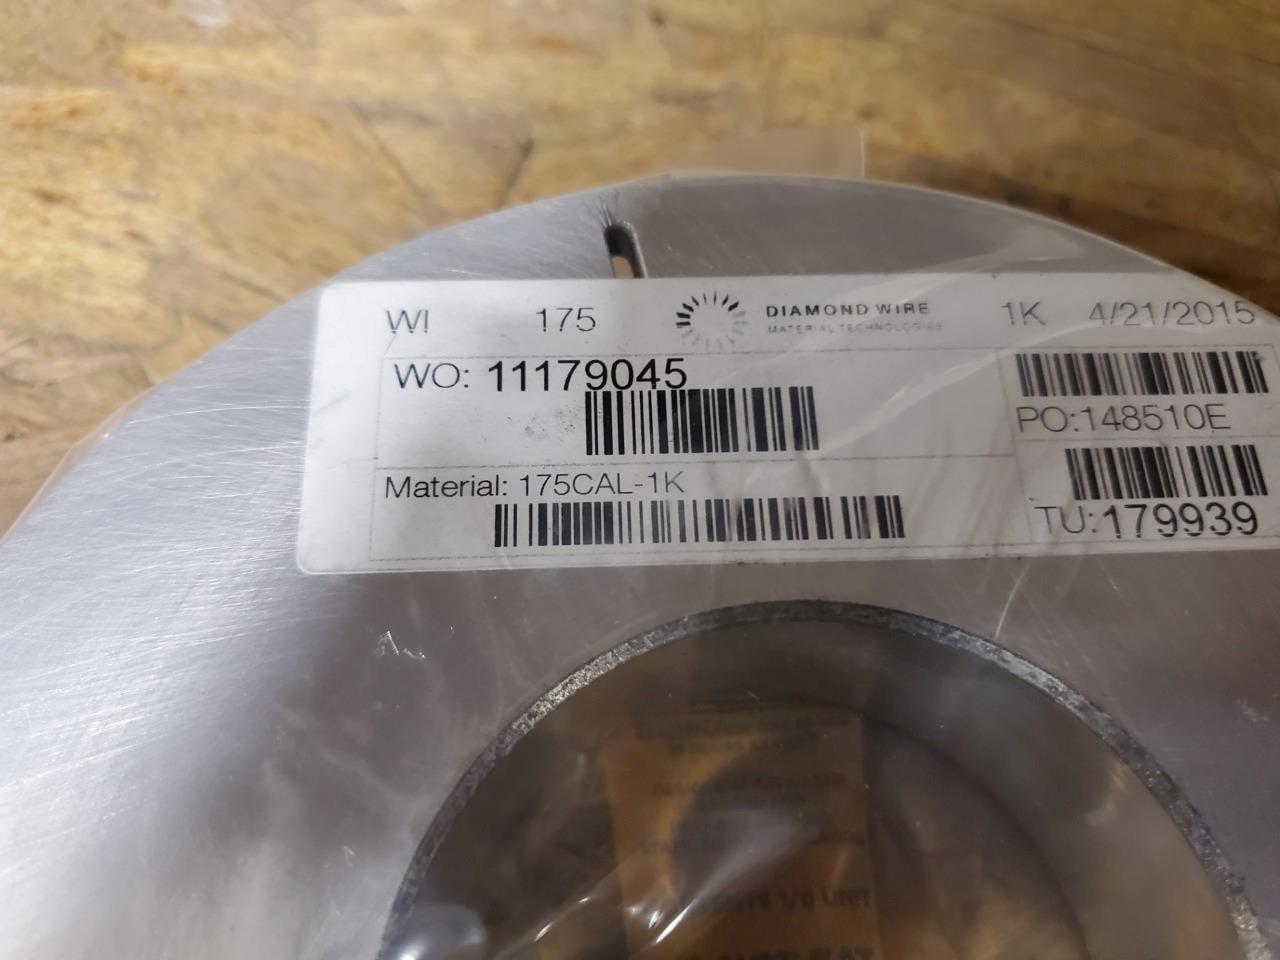 WI 175 DIAMOND WIRE 1K 4/21/2015
MATERIAL TECHNOLOGIES
WO: 11179045
PO:148510E
Material: 175CAL-1K
TU:179939